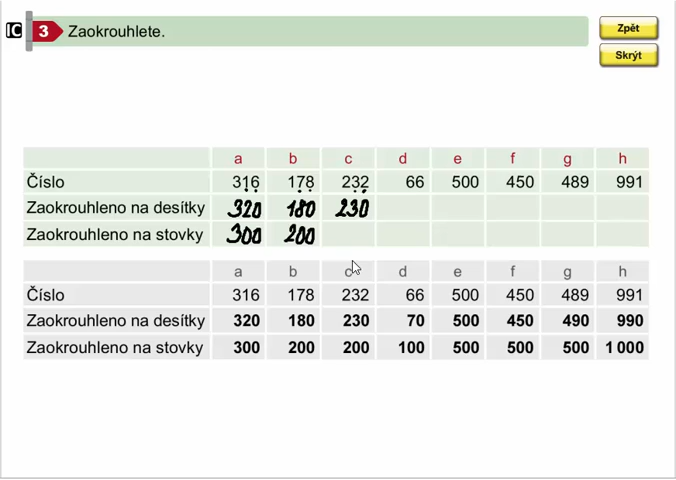 IC 3 Zaokrouhlete.
Zpět
Skrýt
a b c d e f g h
Číslo 316 178 232 66 500 450 489 991
Zaokrouhleno na desítky 320 180 230
Zaokrouhleno na stovky 300 200
a b c d e f g h
Číslo 316 178 232 66 500 450 489 991
Zaokrouhleno na desítky 320 180 230 70 500 450 490 990
Zaokrouhleno na stovky 300 200 200 100 500 500 500 1 000